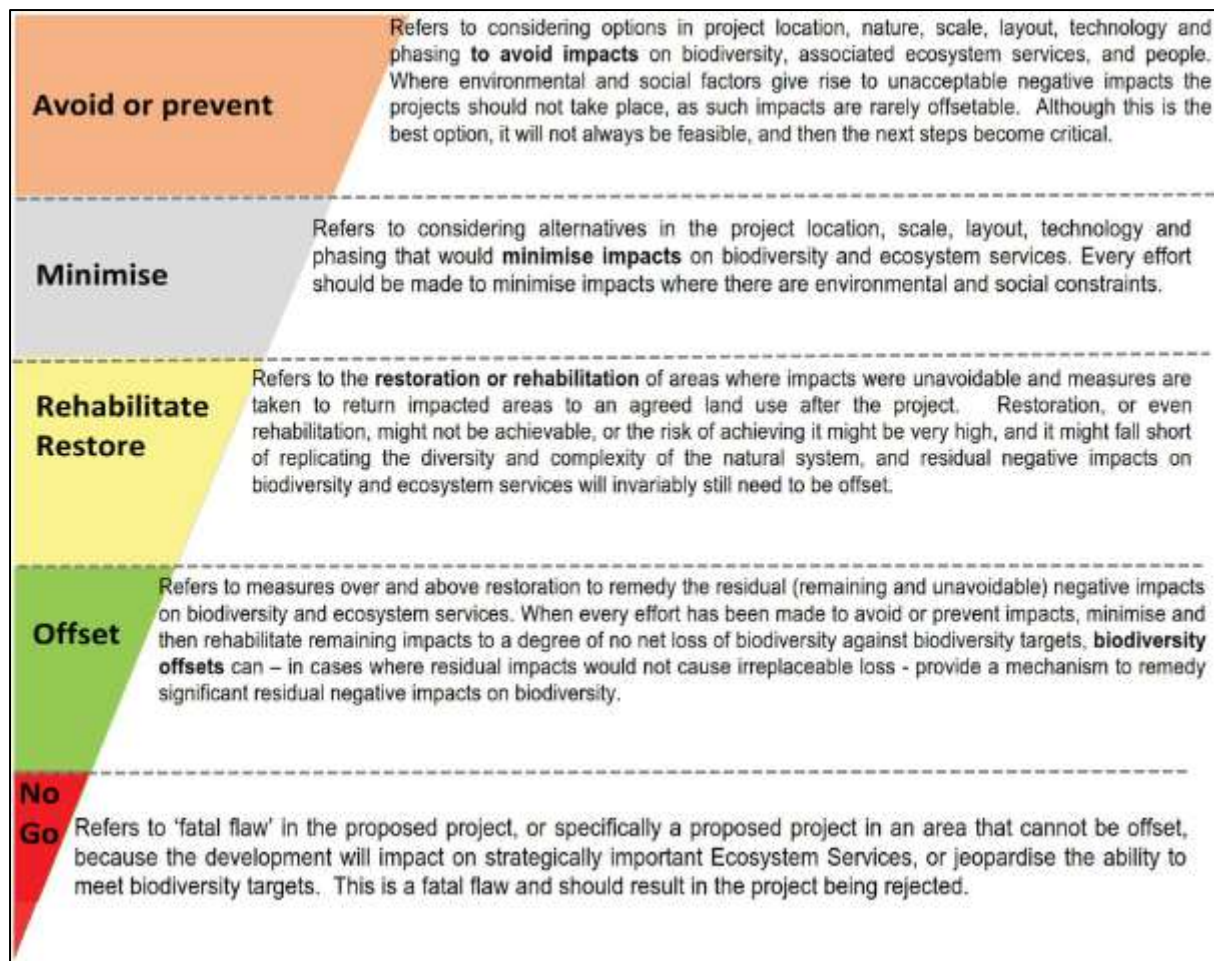 Refers to considering options in project location, nature, scale, layout, technology and
phasing to avoid impacts on biodiversity, associated ecosystem services, and people.
Where environmental and social factors give rise to unacceptable negative impacts the
projects should not take place, as such impacts are rarely offsetable. Although this is the
best option, it will not always be feasible, and then the next steps become critical.
Avoid or prevent
Refers to considering alternatives in the project location, scale, layout, technology and
phasing that would minimise impacts on biodiversity and ecosystem services. Every effort
should be made to minimise impacts where there are environmental and social constraints.
Minimise
Refers to the restoration or rehabilitation of areas where impacts were unavoidable and measures are
taken to return impacted areas to an agreed land use after the project. Restoration, or even
rehabilitation, might not be achievable, or the risk of achieving it might be very high, and it might fall short
of replicating the diversity and complexity of the natural system, and residual negative impacts on
biodiversity and ecosystem services will invariably still need to be offset.
Rehabilitate
Restore
Refers to measures over and above restoration to remedy the residual (remaining and unavoidable) negative impacts
on biodiversity and ecosystem services. When every effort has been made to avoid or prevent impacts, minimise and
then rehabilitate remaining impacts to a degree of no net loss of biodiversity against biodiversity targets, biodiversity
offsets can – in cases where residual impacts would not cause irreplaceable loss - provide a mechanism to remedy
significant residual negative impacts on biodiversity.
Offset
No
Go
Refers to ‘fatal flaw’ in the proposed project, or specifically a proposed project in an area that cannot be offset,
because the development will impact on strategically important Ecosystem Services, or jeopardise the ability to
meet biodiversity targets. This is a fatal flaw and should result in the project being rejected.